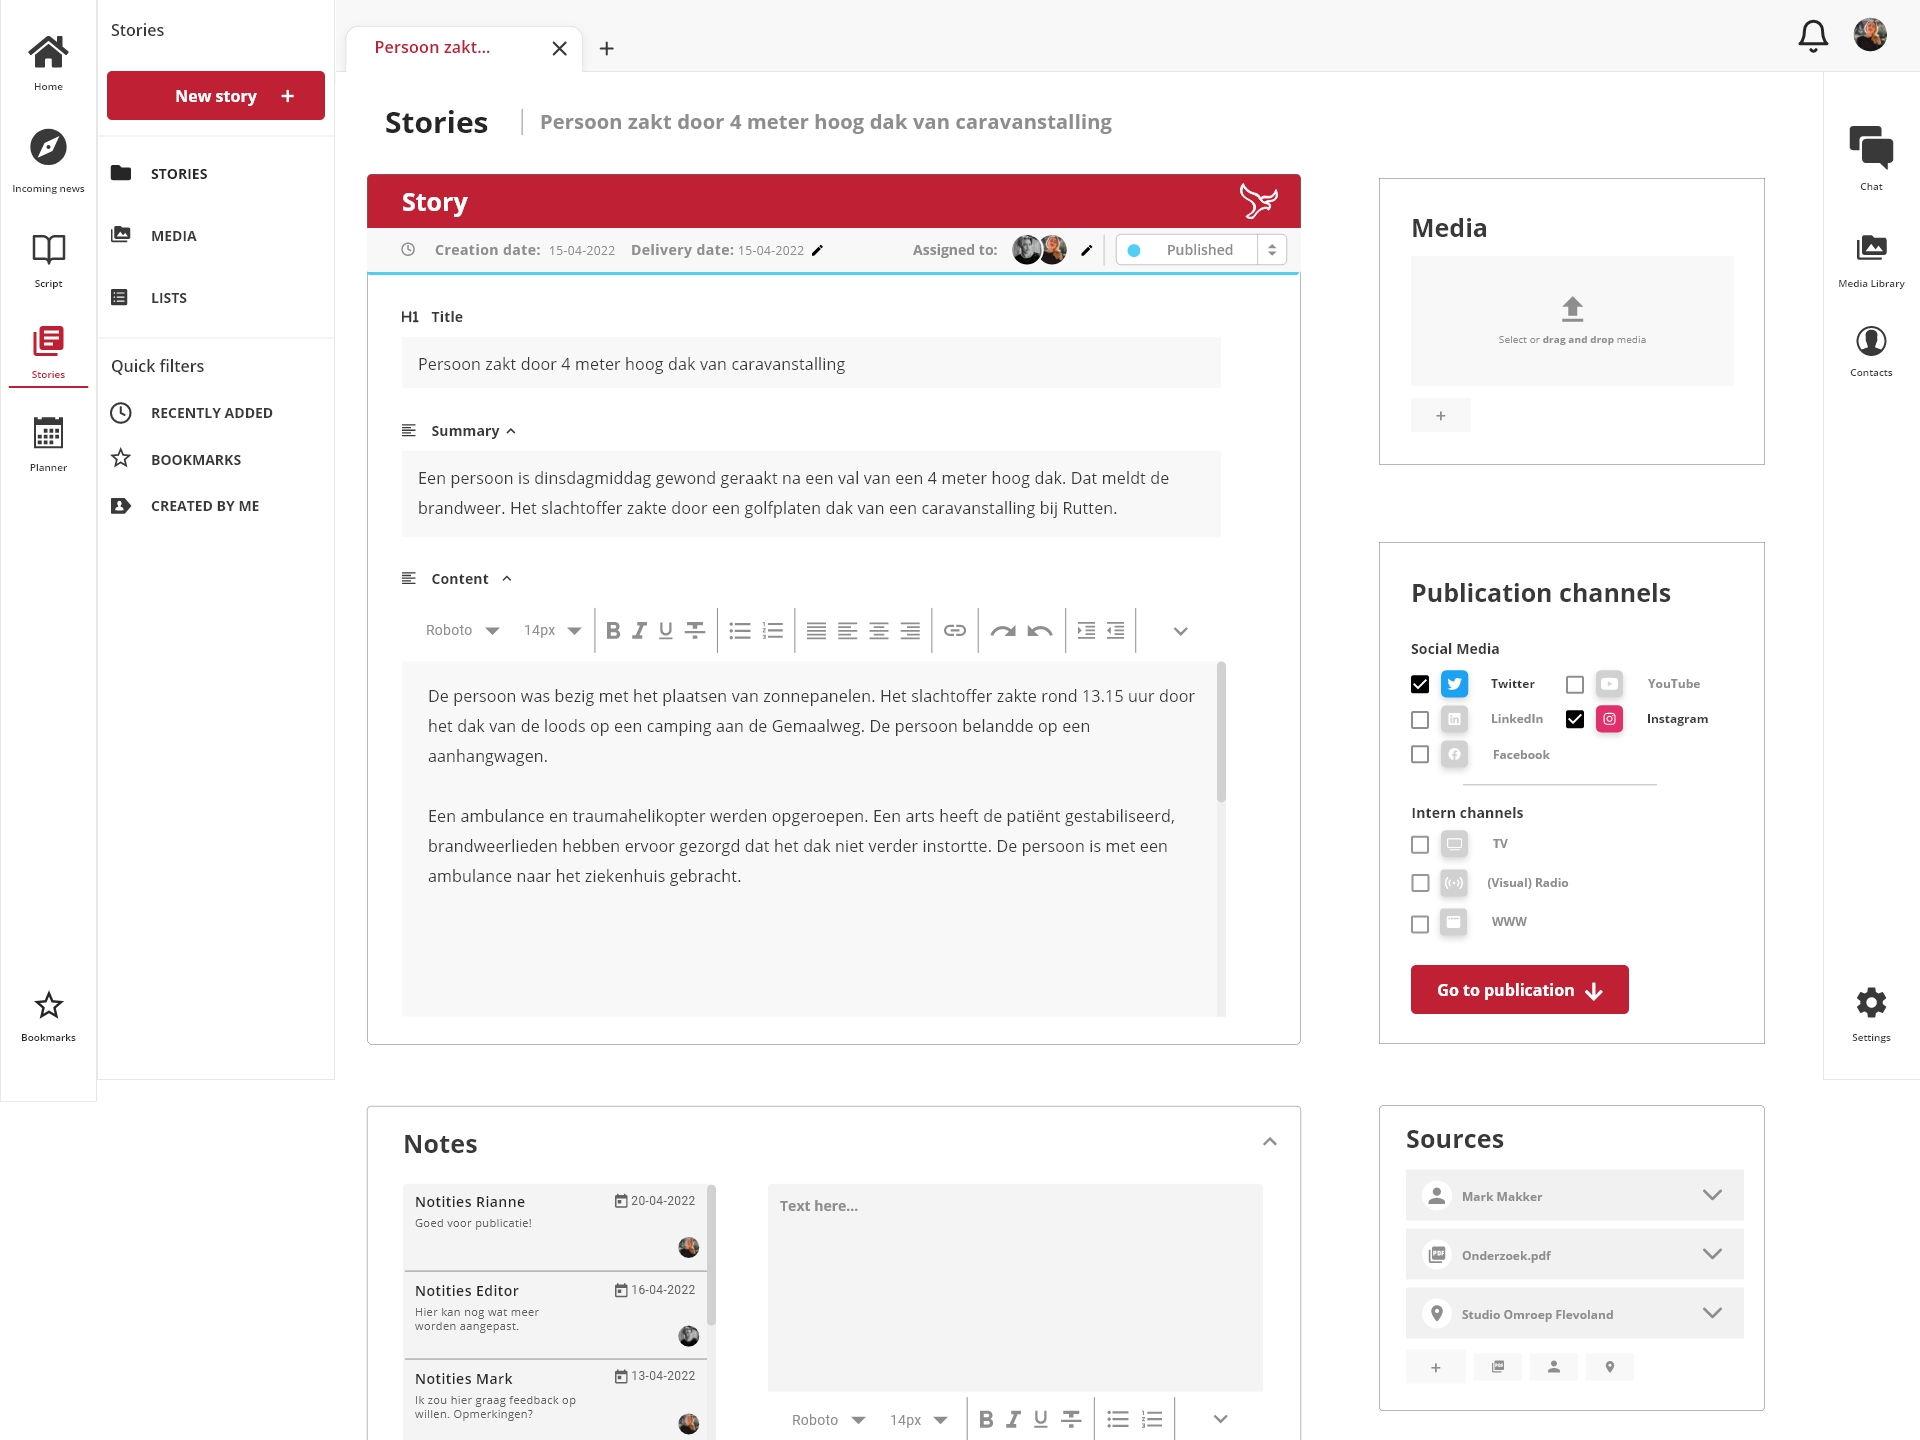 Stories
Home
New story +
Incoming news
STORIES
MEDIA
Script
LISTS
Stories
Quick filters
RECENTLY ADDED
BOOKMARKS
Planner
CREATED BY ME
Bookmarks
Persoon zakt...
Stories
Persoon zakt door 4 meter hoog dak van caravanstalling
Story
Creation date: 15-04-2022 Delivery date: 15-04-2022 Assigned to: Published
H1 Title
Persoon zakt door 4 meter hoog dak van caravanstalling
Summary
Een persoon is dinsdagmiddag gewond geraakt na een val van een 4 meter hoog dak. Dat meldt de
brandweer. Het slachtoffer zakte door een golfplaten dak van een caravanstalling bij Rutten.
Content
Roboto 14px B I U T
De persoon was bezig met het plaatsen van zonnepanelen. Het slachtoffer zakte rond 13.15 uur door
het dak van de loods op een camping aan de Gemaalweg. De persoon belandde op een
aanhangwagen.
Een ambulance en traumahelikopter werden opgeroepen. Een arts heeft de patiënt gestabiliseerd,
brandweerlieden hebben ervoor gezorgd dat het dak niet verder instortte. De persoon is met een
ambulance naar het ziekenhuis gebracht.
Media
Select or drag and drop media
+
Publication channels
Social Media
Twitter YouTube
LinkedIn Instagram
Facebook
Intern channels
TV
(Visual) Radio
WWW
Go to publication
Chat
Media Library
Contacts
Settings
Notes
Notities Rianne 20-04-2022
Goed voor publicatie!
Notities Editor 16-04-2022
Hier kan nog wat meer
worden aangepast.
Notities Mark 13-04-2022
Ik zou hier graag feedback op
willen. Opmerkingen?
Text here...
Roboto 14px B I U T
Sources
Mark Makker
PDF Onderzoek.pdf
Studio Omroep Flevoland
+